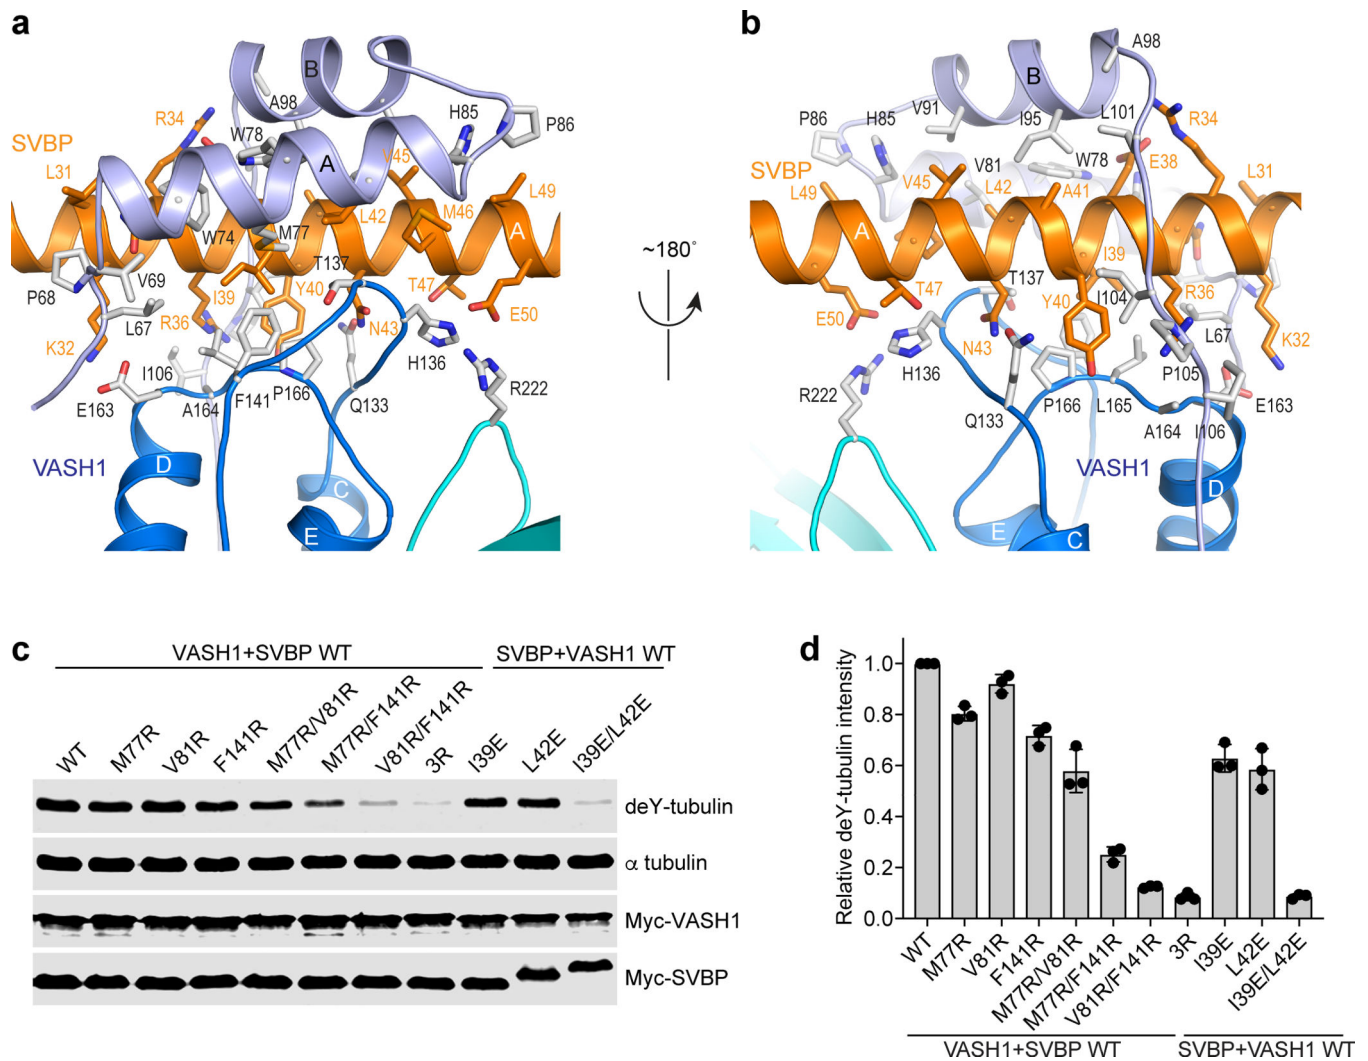 a
B
A98
R34
W78
H85
P86
SVBP
A
V45
L31
L49
L42
M46
A
W74
M77
V69
T137
P68
I39
Y40
T47
L67
R36
N43
E50
K32
H136
I106
R222
E163
A164
F141
P166
Q133
VASH1
D
C
E
~180°
b
A98
B
V91
P86
H85
I95
L101
R34
SVBP
V81
W78
E38
V45
L42
A41
L31
L49
A
I39
T47
T137
Y40
I104
R36
E50
N43
L67
K32
H136
P105
R222
Q133
P166
L165
E163
A164
I106
VASH1
D
E
C
c
VASH1+SVBP WT
SVBP+VASH1 WT
WT
M77R
V81R
F141R
M77R/V81R
M77R/F141R
V81R/F141R
3R
I39E
L42E
I39E/L42E
deY-tubulin
α tubulin
Myc-VASH1
Myc-SVBP
d
Relative deY-tubulin intensity
1.0
0.8
0.6
0.4
0.2
0.0
WT
M77R
V81R
F141R
M77R/V81R
M77R/F141R
V81R/F141R
3R
I39E
L42E
I39E/L42E
VASH1+SVBP WT
SVBP+VASH1 WT